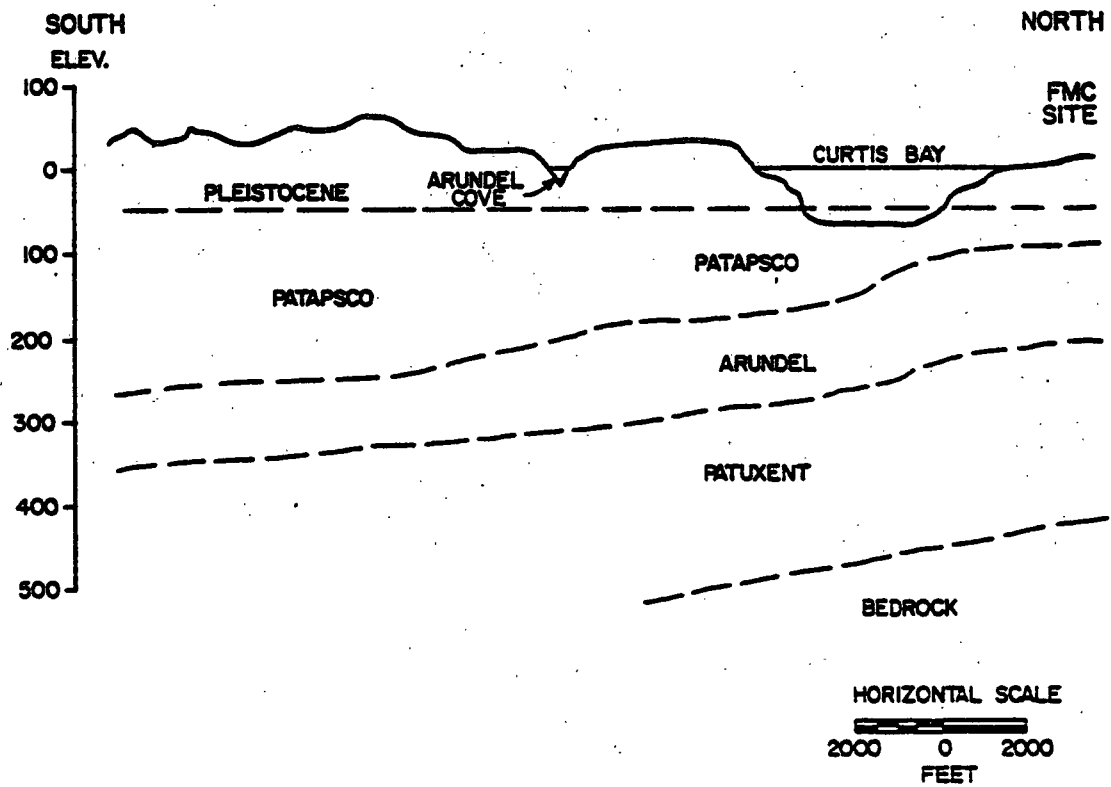 SOUTH
NORTH
ELEV.
100
FMC
SITE
CURTIS BAY
0
PLEISTOCENE
ARUNDEL
COVE
100
PATAPSCO
PATAPSCO
200
ARUNDEL
300
PATUXENT
400
500
BEDROCK
HORIZONTAL SCALE
2000 0 2000
FEET